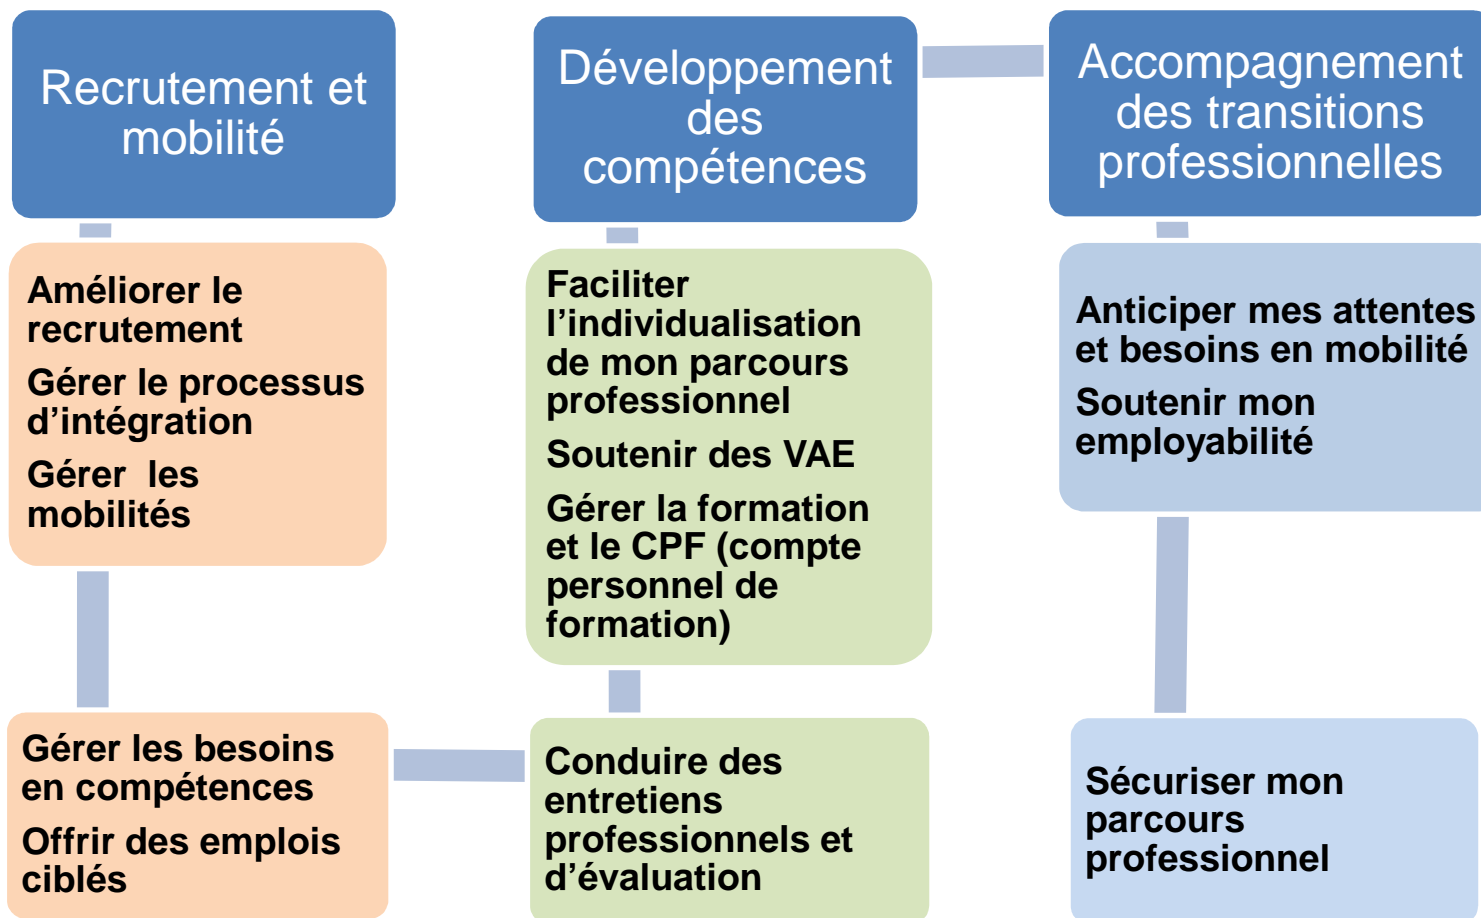 Recrutement et
mobilité
Améliorer le
recrutement
Gérer le processus
d’intégration
Gérer  les
mobilités
Gérer les besoins
en compétences
Offrir des emplois
ciblés
Développement
des
compétences
Faciliter
l’individualisation
de mon parcours
professionnel
Soutenir des VAE
Gérer la formation
et le CPF (compte
personnel de
formation)
Conduire des
entretiens
professionnels et
d’évaluation
Accompagnement
des transitions
professionnelles
Anticiper mes attentes
et besoins en mobilité
Soutenir mon
employabilité
Sécuriser mon
parcours
professionnel